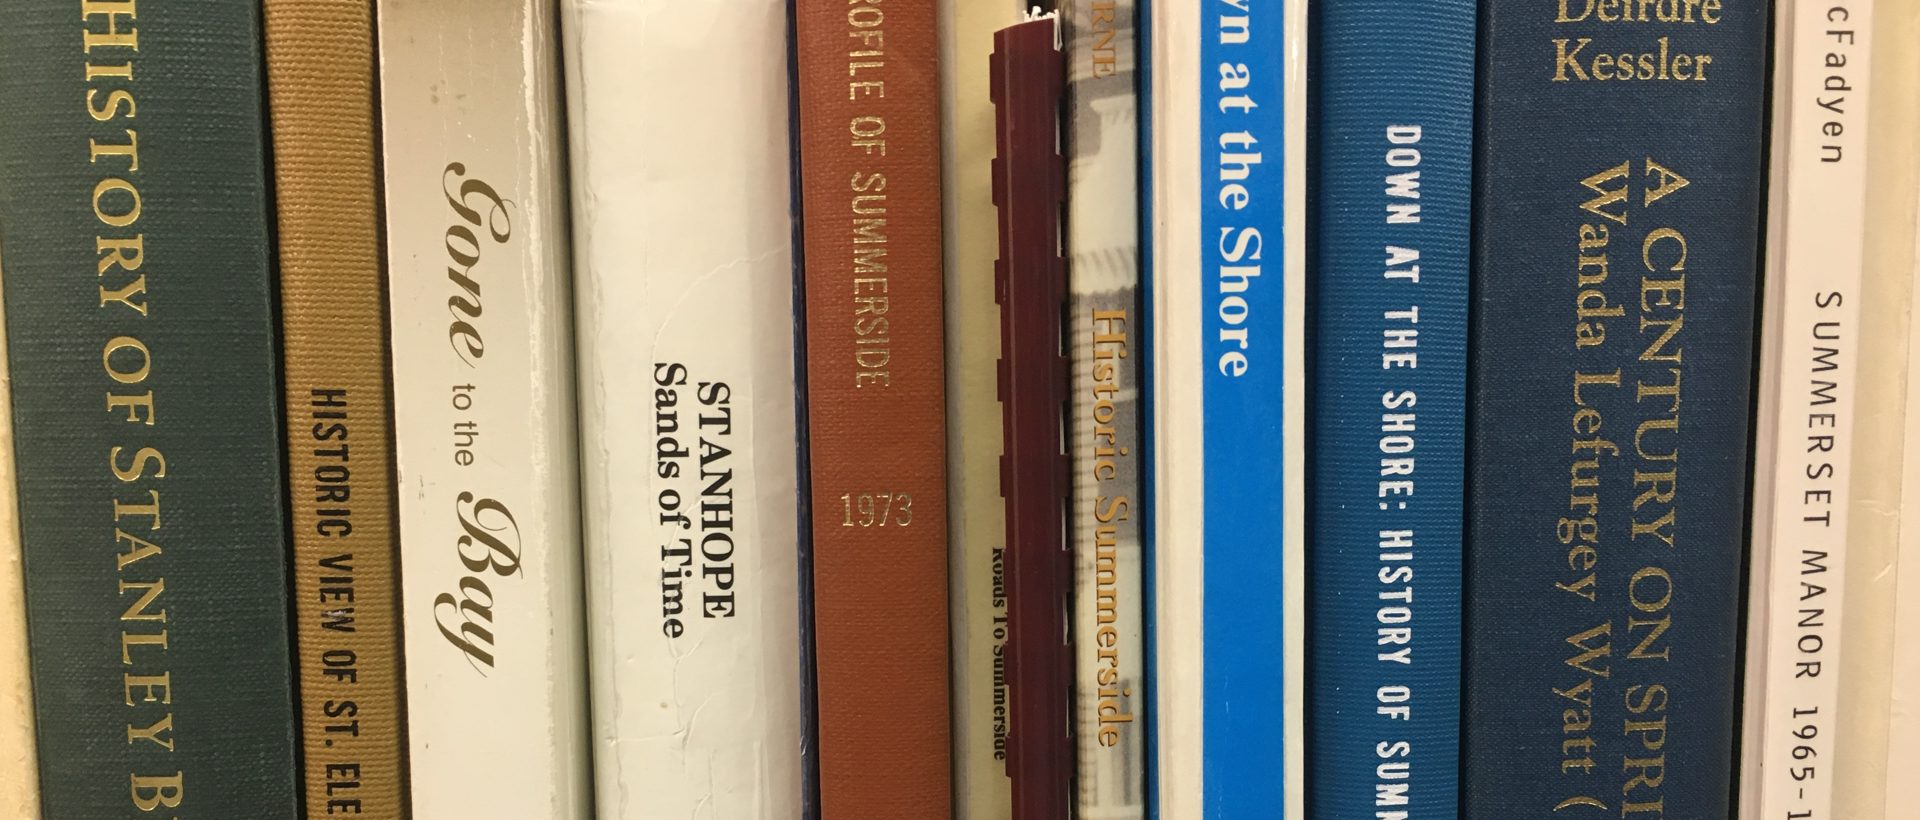 HISTORY OF STANLEY B
HISTORIC VIEW OF ST. ELE
Gone to the Bay
STANHOPE
Sands of Time
ROFILE OF SUMMERSIDE
1973
Roads To Summerside
RNE
Historic Summerside
wn at the Shore
DOWN AT THE SHORE: HISTORY OF SUMM
Deirdre
Kessler
A CENTURY ON SPRI
Wanda Lefurgey Wyatt (
cFadyen
SUMMERSET MANOR 1965-1